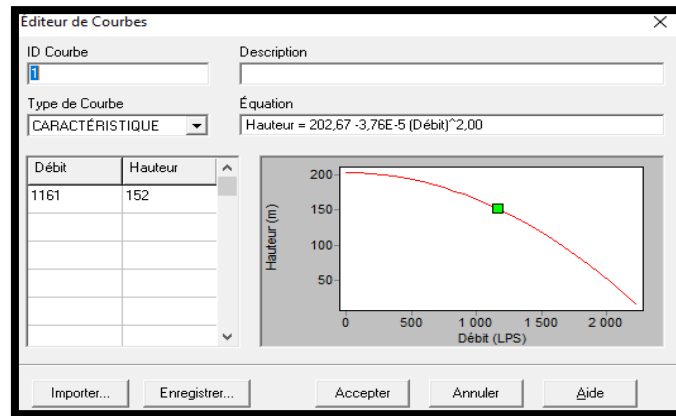 Éditeur de Courbes
ID Courbe
Description
1
Type de Courbe
Équation
CARACTÉRISTIQUE
Hauteur = 202,67 -3,76E-5 (Débit)^2,00
Débit Hauteur
1161 152
200
150
100
50
Hauteur (m)
0 500 1 000 1 500 2 000
Débit (LPS)
Importer... Enregistrer... Accepter Annuler Aide